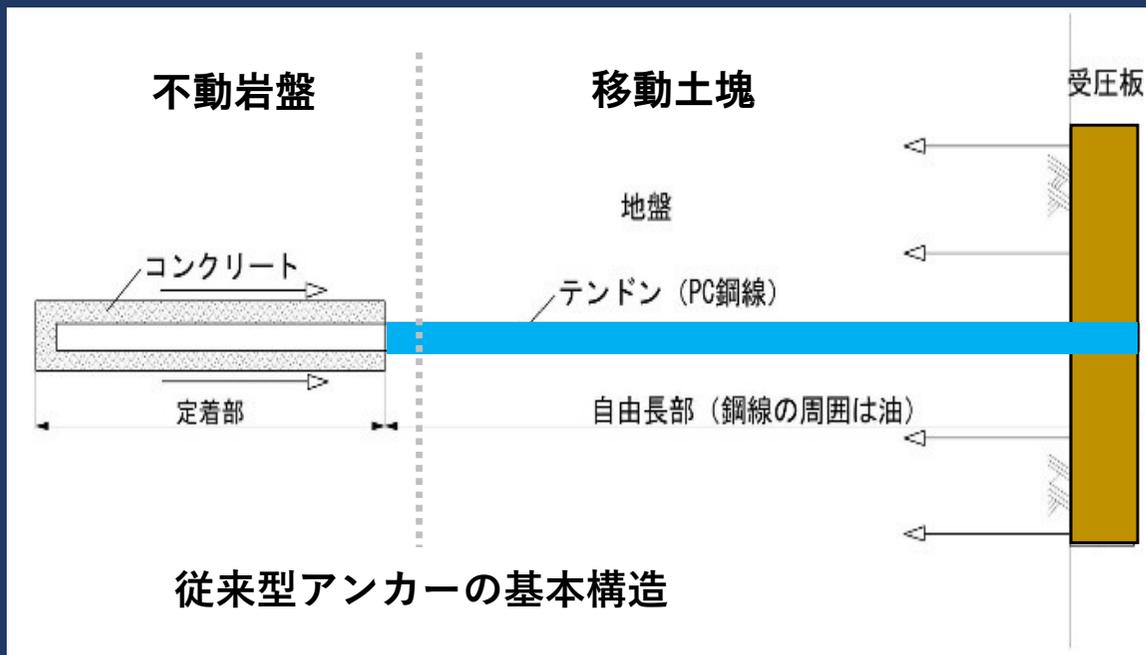 不動岩盤
移動土塊
受圧板
地盤
コンクリート
テンドン（PC鋼線）
定着部
自由長部（鋼線の周囲は油）
従来型アンカーの基本構造